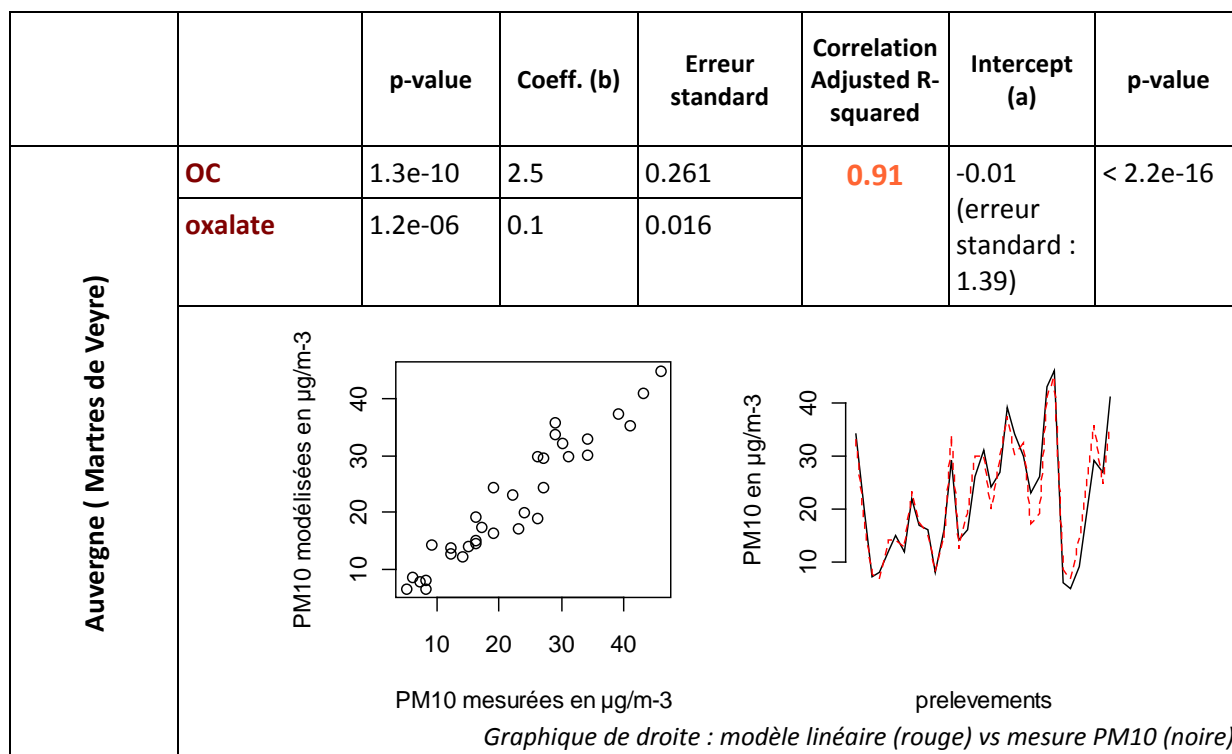 p-value
Coeff. (b)
Erreur
standard
Correlation
Adjusted R-
squared
Intercept
(a)
p-value
Auvergne ( Martres de Veyre)
OC
1.3e-10
2.5
0.261
0.91
-0.01
(erreur
standard :
1.39)
< 2.2e-16
oxalate
1.2e-06
0.1
0.016
PM10 modélisées en µg/m-3
40
30
20
10
10 20 30 40
PM10 mesurées en µg/m-3
PM10 en µg/m-3
40
30
20
10
prelevements
Graphique de droite : modèle linéaire (rouge) vs mesure PM10 (noire)